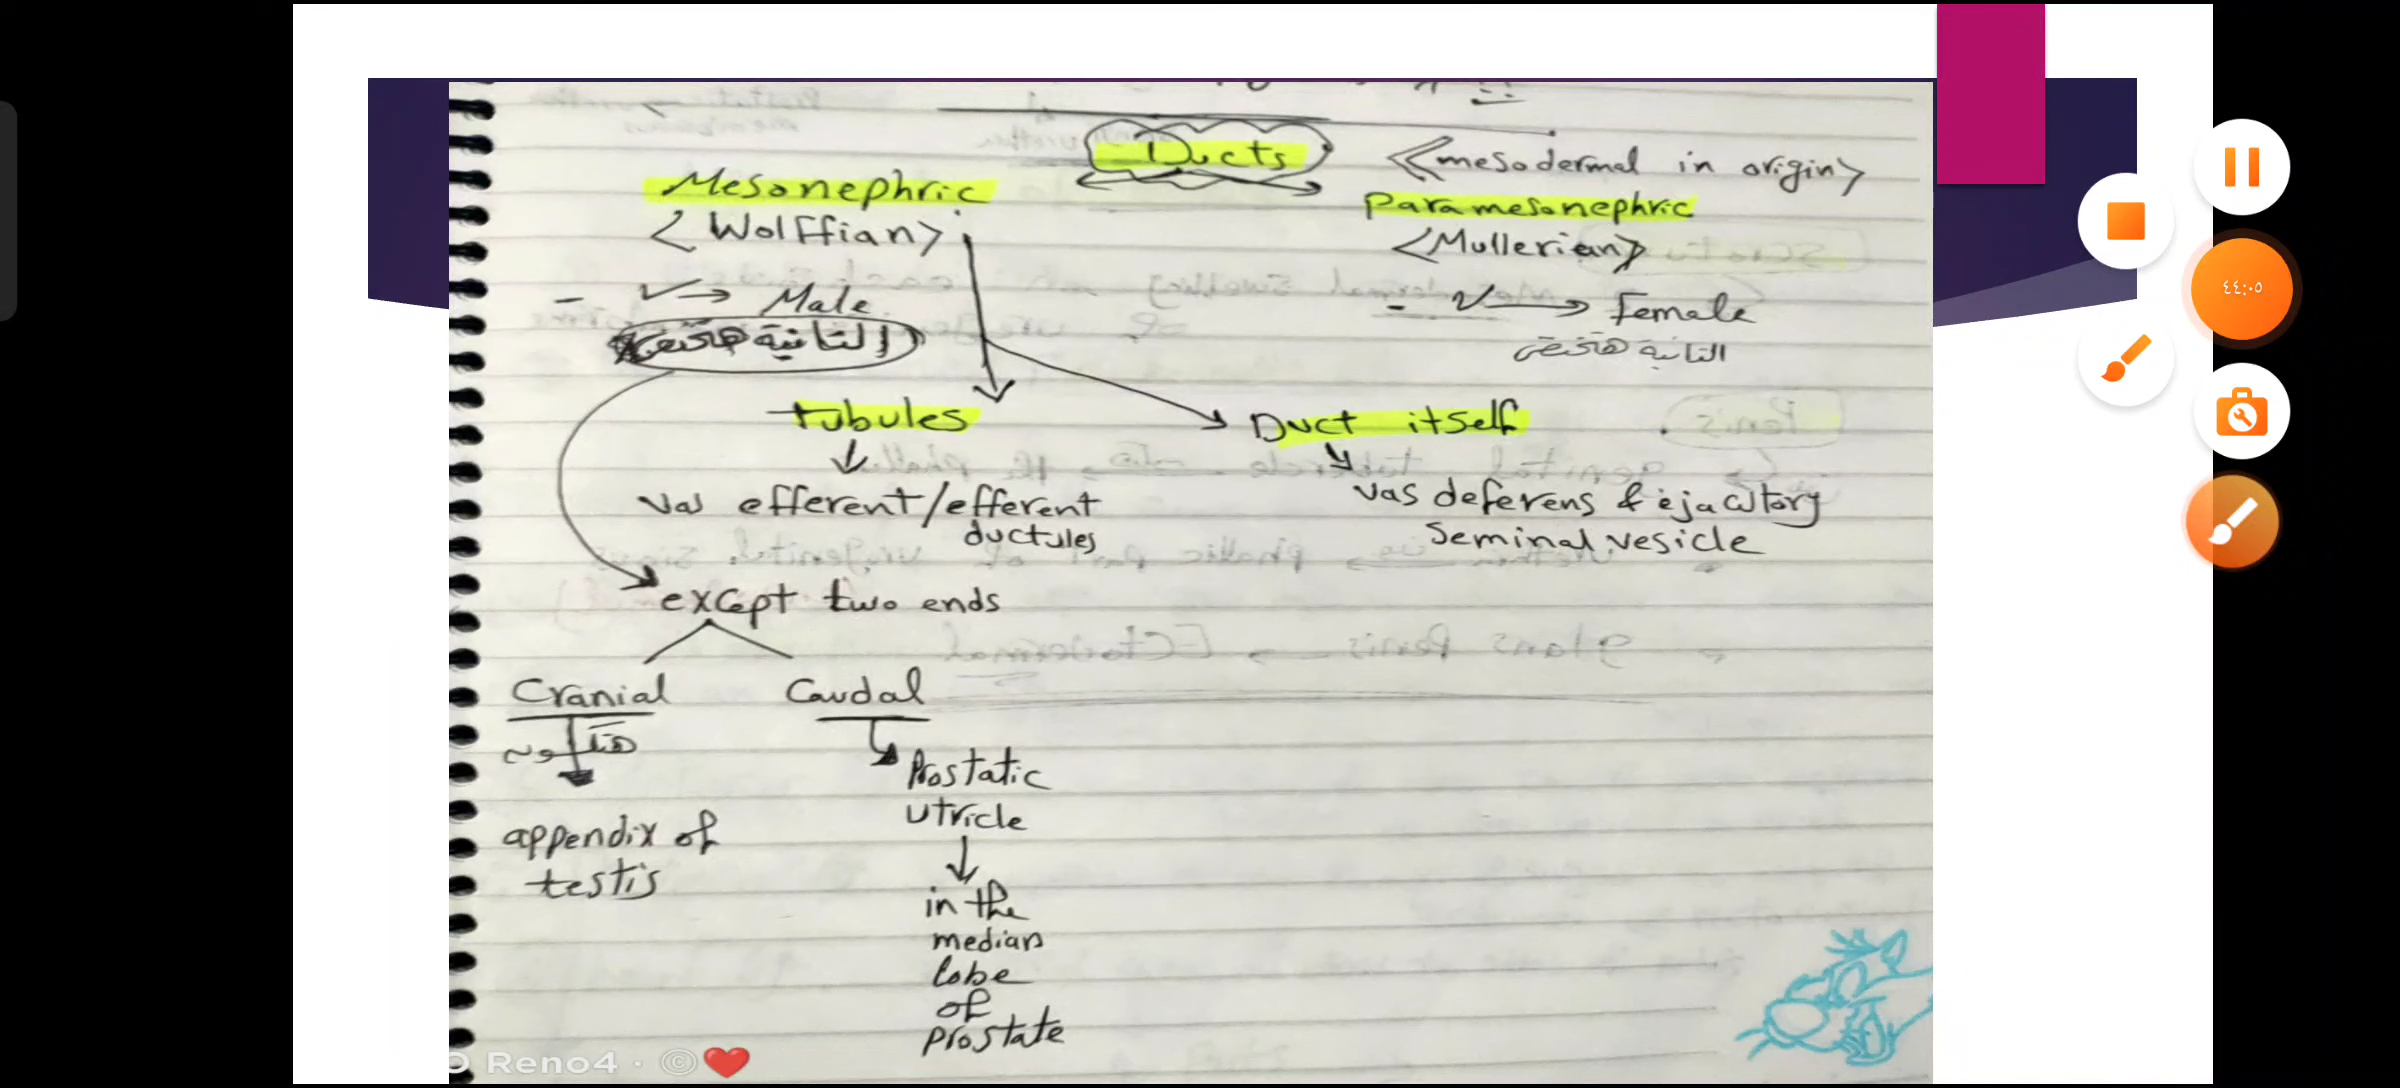 Ducts
<mesodermal in origin>
Mesonephric
<Wolffian>
Paramesonephric
<Mullerian>
- ✓→ Male
التانية هتختفي
- ✓→ Female
التانية هتختفي
tubules
Duct itself
vas efferent/efferent
ductules
vas deferens & ejacultory
Seminal vesicle
except two ends
Cranial
Caudal
هتكون
Prostatic
utricle
appendix of
testis
in the
median
lobe
of
prostate
Reno4
٤٤:٠٥